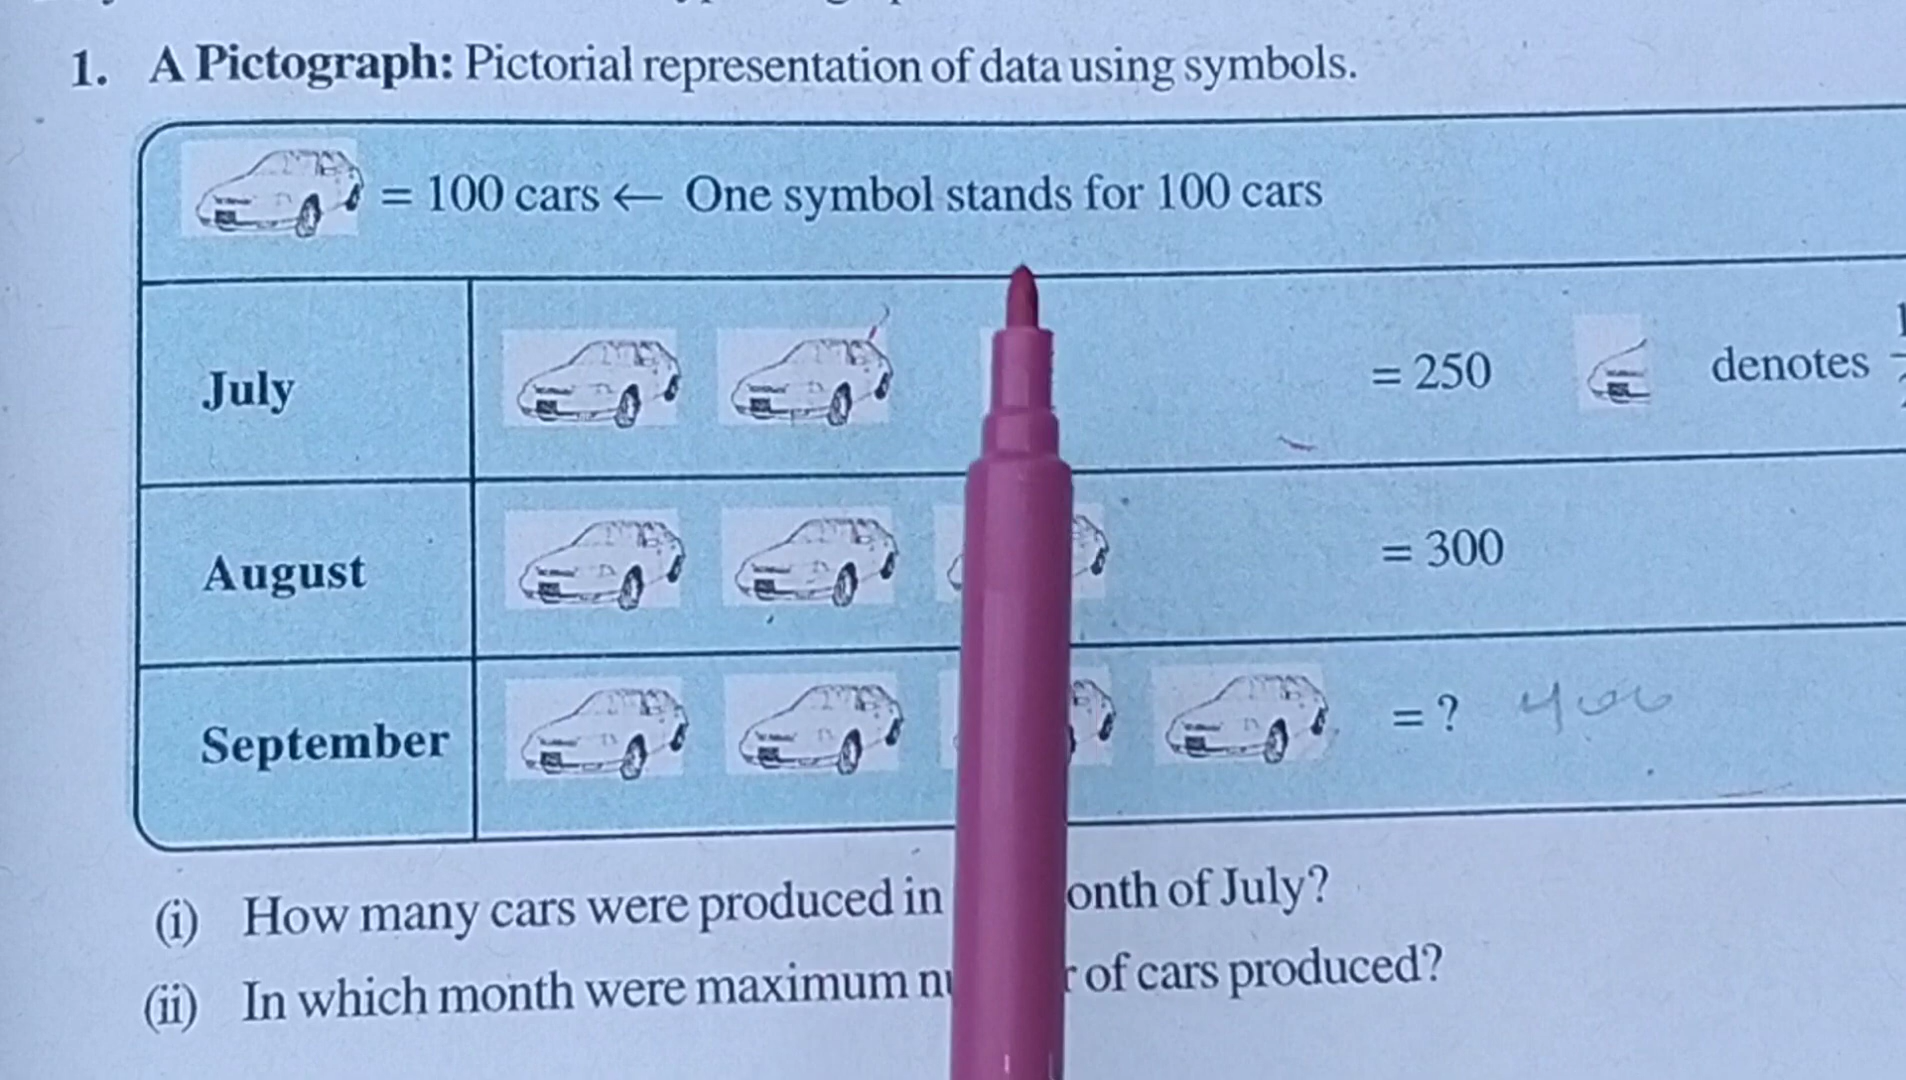 1. A Pictograph: Pictorial representation of data using symbols.
= 100 cars ← One symbol stands for 100 cars
July = 250 denotes
August = 300
September = ? 400
(i) How many cars were produced in onth of July?
(ii) In which month were maximum of cars produced?